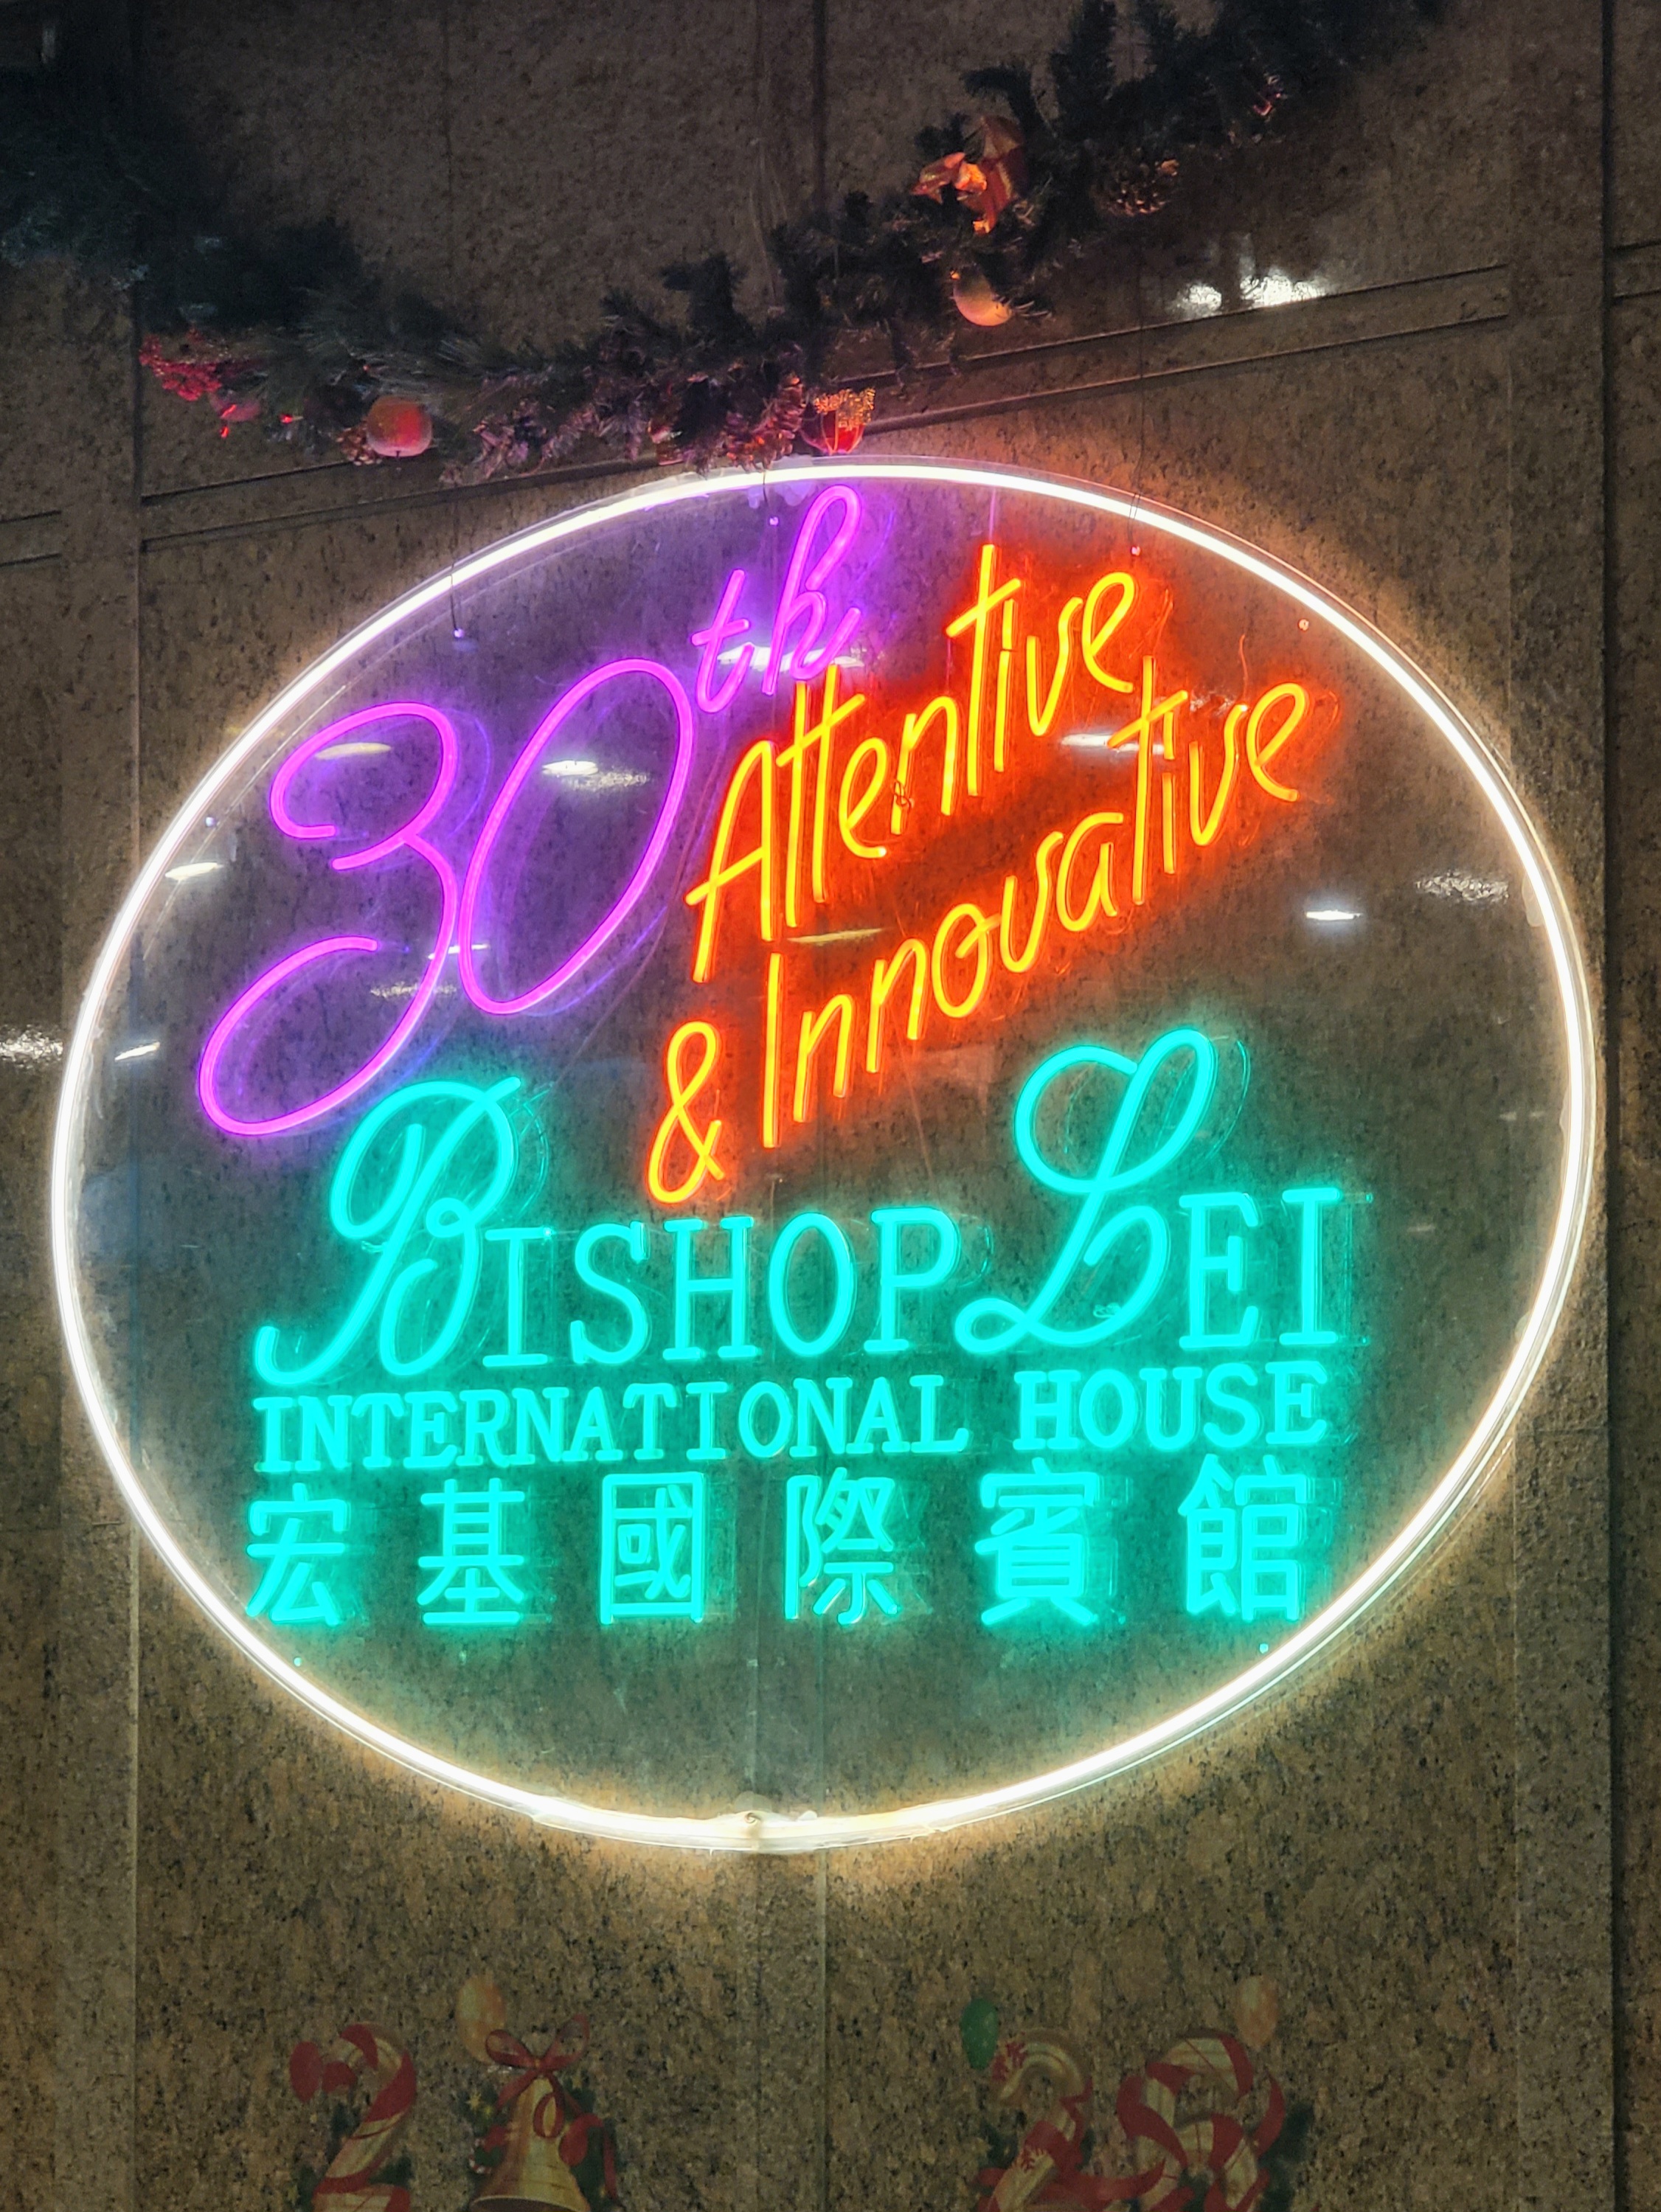 30th
Attentive
& Innovative
BISHOP LEI
INTERNATIONAL HOUSE
宏基國際賓館